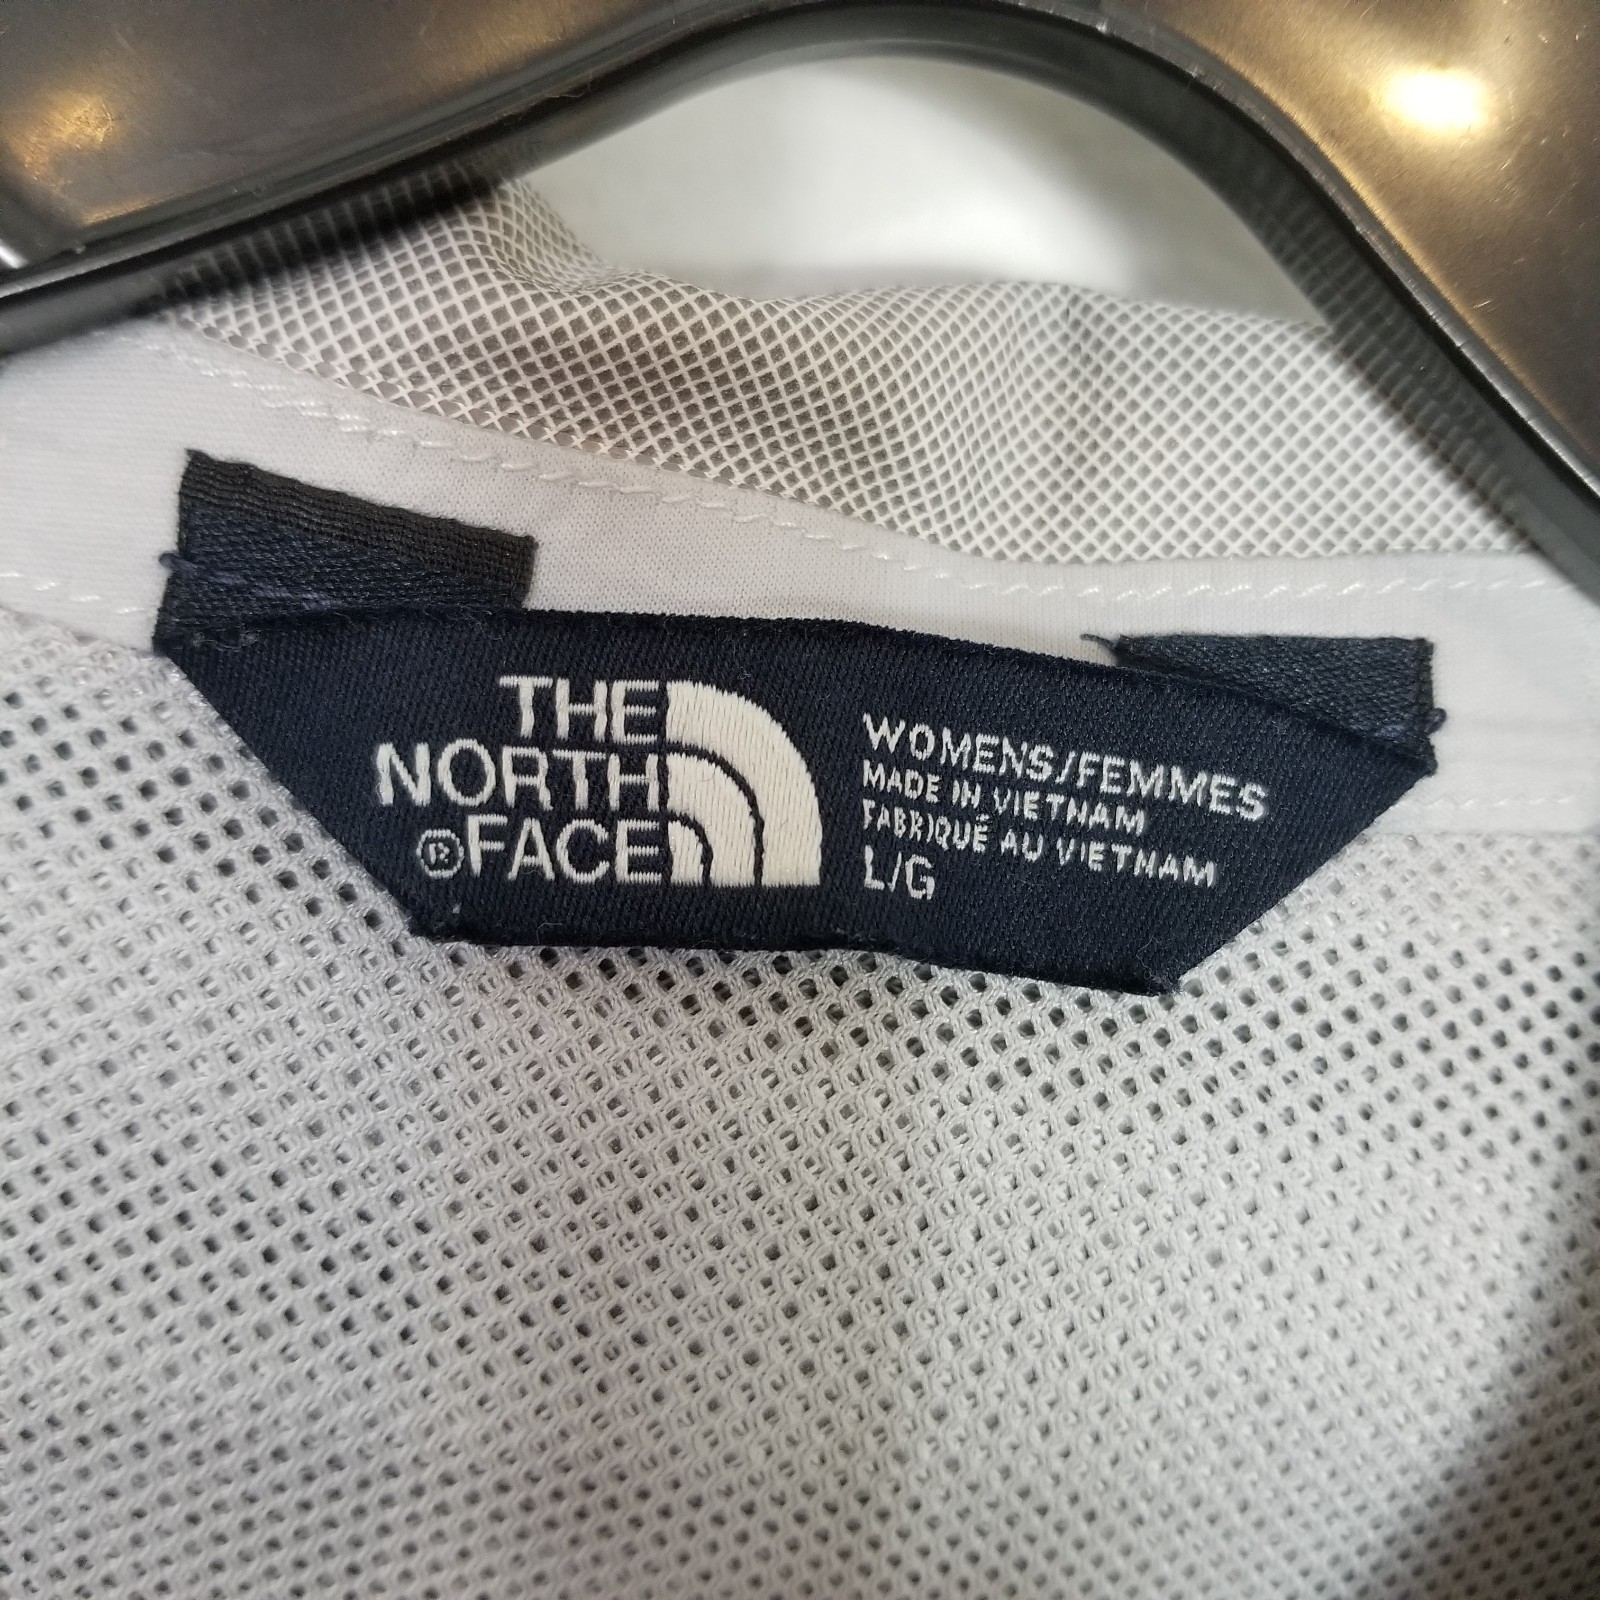 THE
NORTH
®FACE
WOMENS/FEMMES
MADE IN VIETNAM
FABRIQUÉ AU VIETNAM
L/G